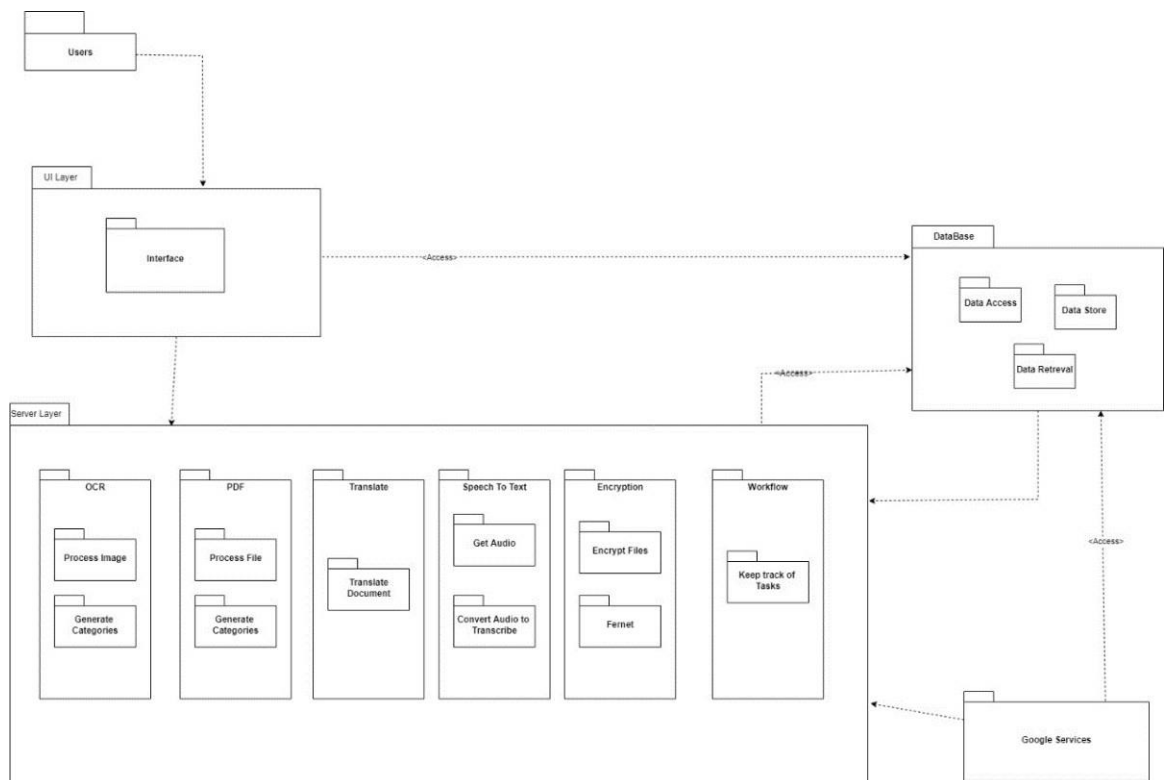 Users
UI Layer
Interface
<Access>
DataBase
Data Access
Data Store
Data Retreval
<Access>
Server Layer
OCR
Process Image
Generate
Categories
PDF
Process File
Generate
Categories
Translate
Translate
Document
Speech To Text
Get Audio
Convert Audio to
Transcribe
Encryption
Encrypt Files
Fernet
Workflow
Keep track of
Tasks
<Access>
Google Services